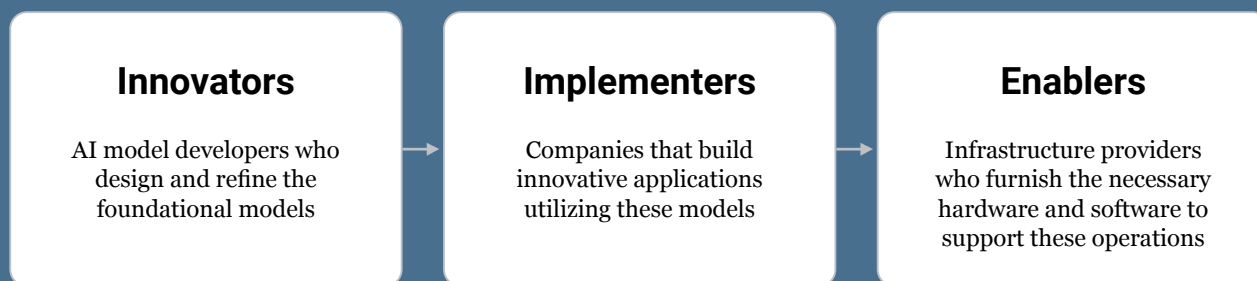 Innovators
AI model developers who
design and refine the
foundational models
Implementers
Companies that build
innovative applications
utilizing these models
Enablers
Infrastructure providers
who furnish the necessary
hardware and software to
support these operations